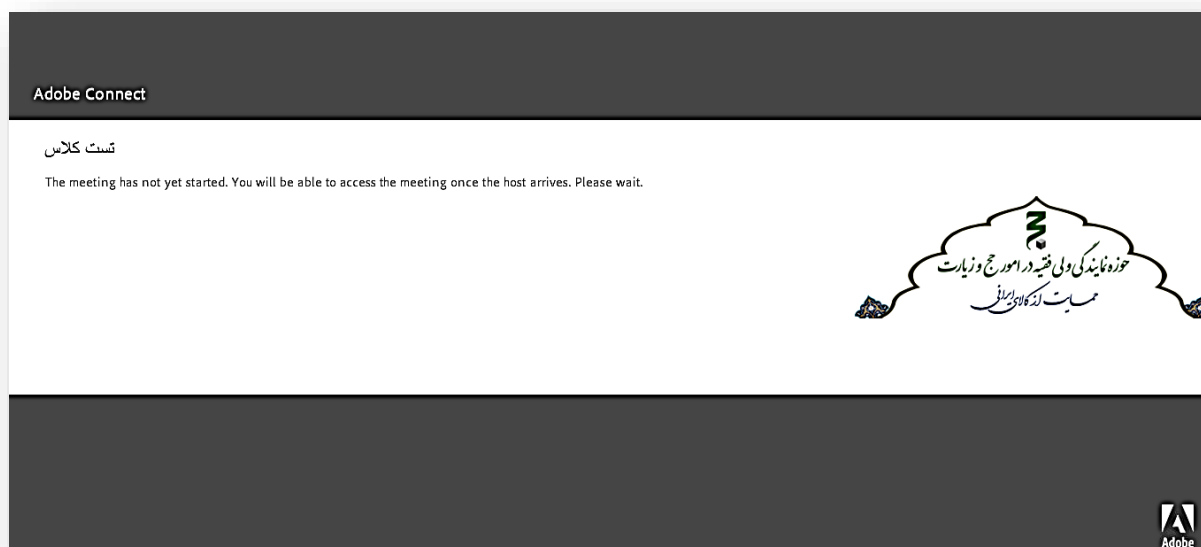 Adobe Connect
تست کلاس
The meeting has not yet started. You will be able to access the meeting once the host arrives. Please wait.
حوزه نمایندگی ولی فقیه در امور حج و زیارت
حمایت از کالای ایرانی
Adobe